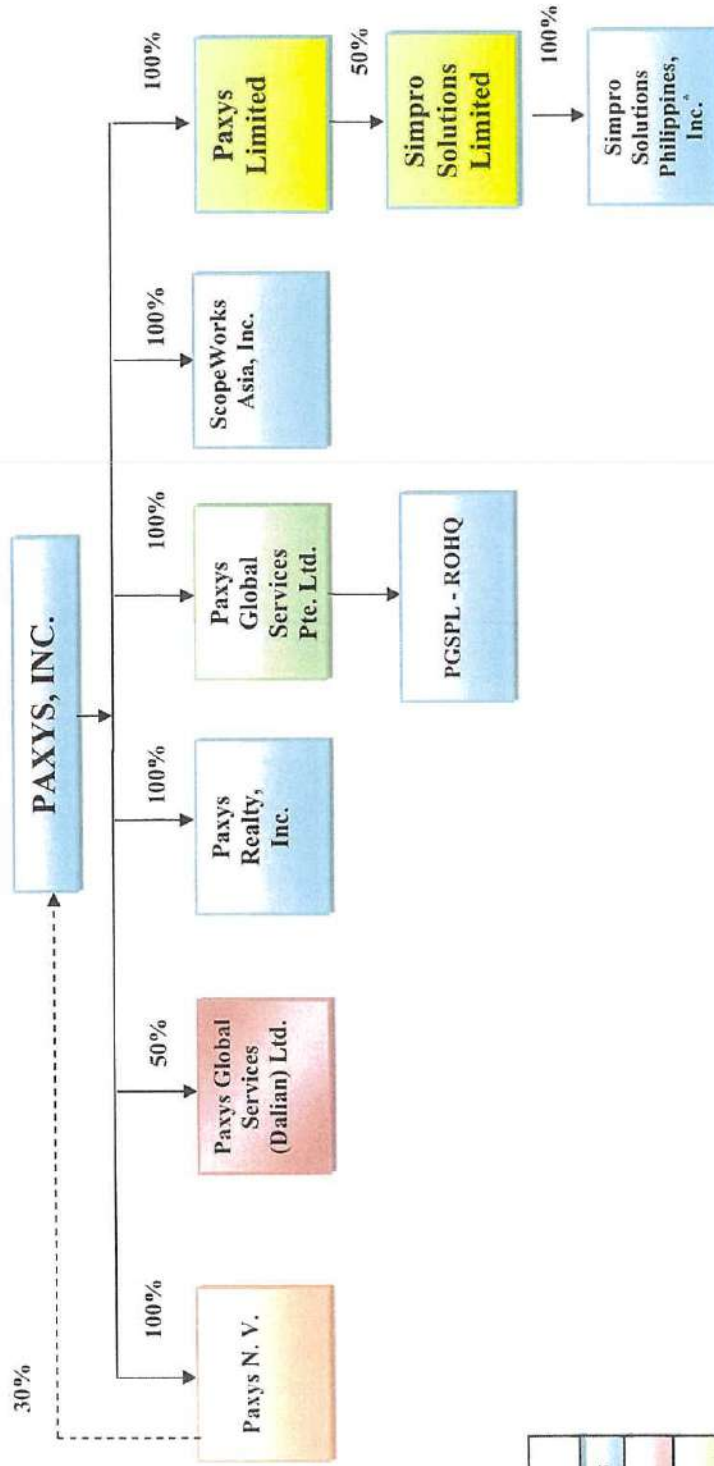 PAXYS, INC.
30%
100%
50%
100%
100%
100%
100%
Paxys N. V.
Paxys Global
Services
(Dalian) Ltd.
Paxys
Realty,
Inc.
Paxys
Global
Services
Pte. Ltd.
ScopeWorks
Asia, Inc.
Paxys
Limited
50%
PGSPL - ROHQ
Simpro
Solutions
Limited
100%
Simpro
Solutions
Philippines,
Inc.^